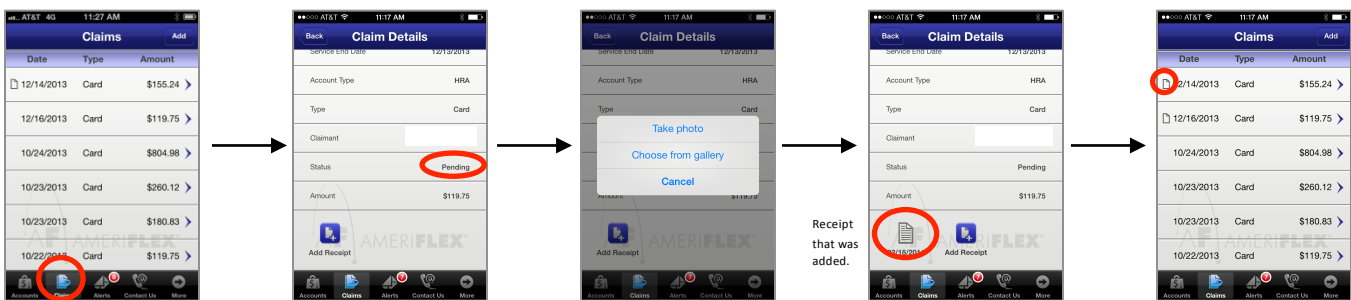 AT&T 4G 11:27 AM
Claims Add
Date Type Amount
12/14/2013 Card $155.24
12/16/2013 Card $119.75
10/24/2013 Card $804.98
10/23/2013 Card $260.12
10/23/2013 Card $180.83
10/22/2013 Card $119.75
AMERIFLEX
Accounts Claims Alerts Contact Us More
AT&T 11:17 AM
Back Claim Details
Service End Date 12/13/2013
Account Type HRA
Type Card
Claimant
Status Pending
Amount $119.75
Add Receipt
AF AMERIFLEX
Accounts Claims Alerts Contact Us More
AT&T 11:17 AM
Back Claim Details
Service End Date 12/13/2013
Account Type HRA
Type Card
Take photo
Choose from gallery
Cancel
Amount $119.75
Add Receipt
AMERIFLEX
Accounts Claims Alerts Contact Us More
Receipt
that was
added.
AT&T 11:17 AM
Back Claim Details
Service End Date 12/13/2013
Account Type HRA
Type Card
Claimant
Status Pending
Amount $119.75
Add Receipt
AMERIFLEX
Accounts Claims Alerts Contact Us More
AT&T 11:17 AM
Claims Add
Date Type Amount
12/14/2013 Card $155.24
12/16/2013 Card $119.75
10/24/2013 Card $804.98
10/23/2013 Card $260.12
10/23/2013 Card $180.83
10/22/2013 Card $119.75
AMERIFLEX
Accounts Claims Alerts Contact Us More